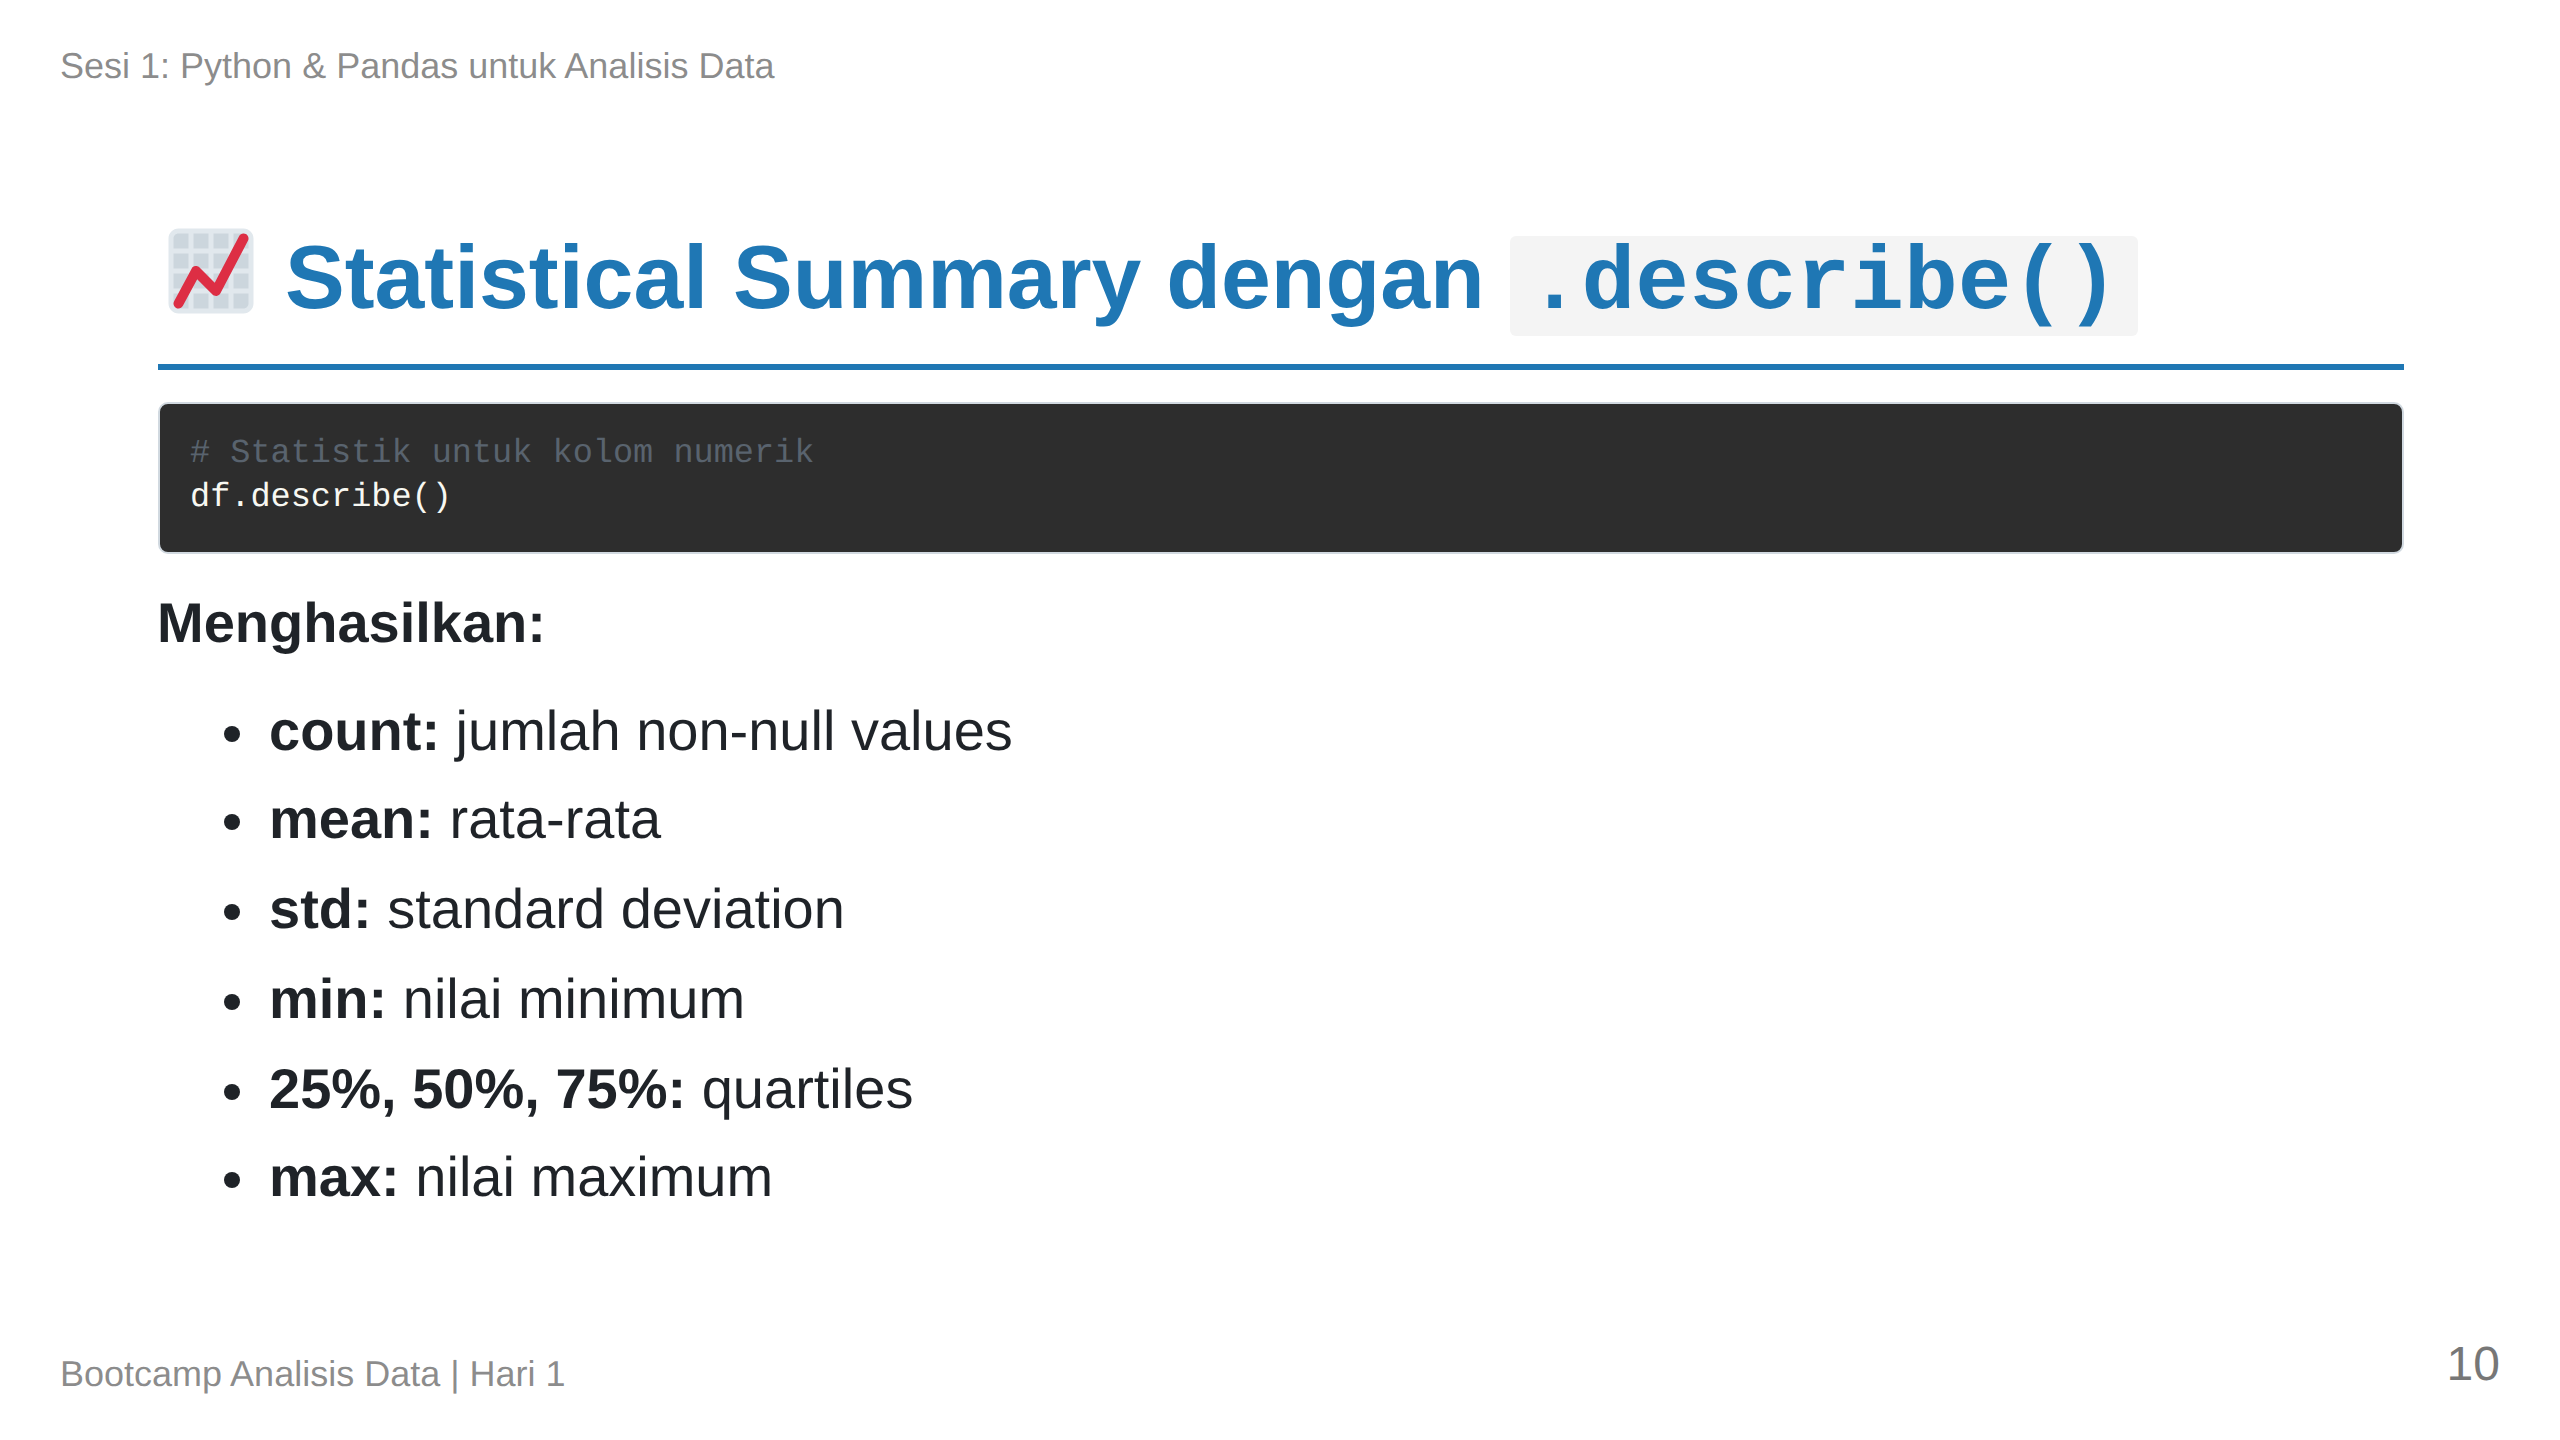 Sesi 1: Python & Pandas untuk Analisis Data
📈 Statistical Summary dengan .describe()
# Statistik untuk kolom numerik
df.describe()
Menghasilkan:
• count: jumlah non-null values
• mean: rata-rata
• std: standard deviation
• min: nilai minimum
• 25%, 50%, 75%: quartiles
• max: nilai maximum
Bootcamp Analisis Data | Hari 1
10